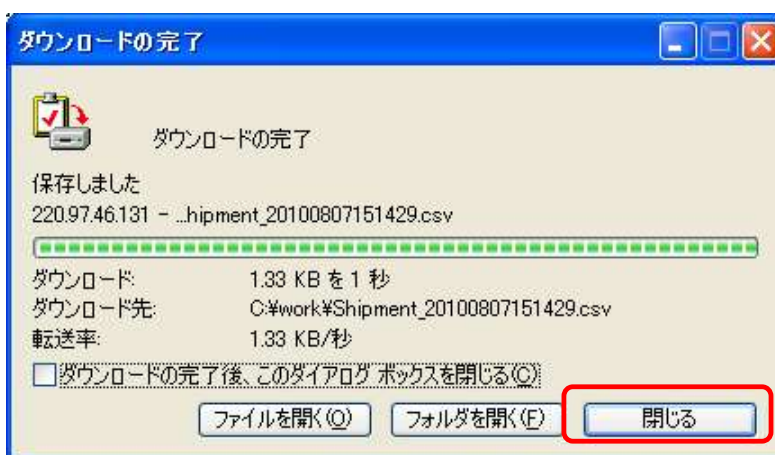 ダウンロードの完了
ダウンロードの完了
保存しました
220.97.46.131 - ...hipment_20100807151429.csv
ダウンロード: 1.33 KB を 1 秒
ダウンロード先: C:¥work¥Shipment_20100807151429.csv
転送率: 1.33 KB/秒
ダウンロードの完了後、このダイアログ ボックスを閉じる(C)
ファイルを開く(O) フォルダを開く(F) 閉じる